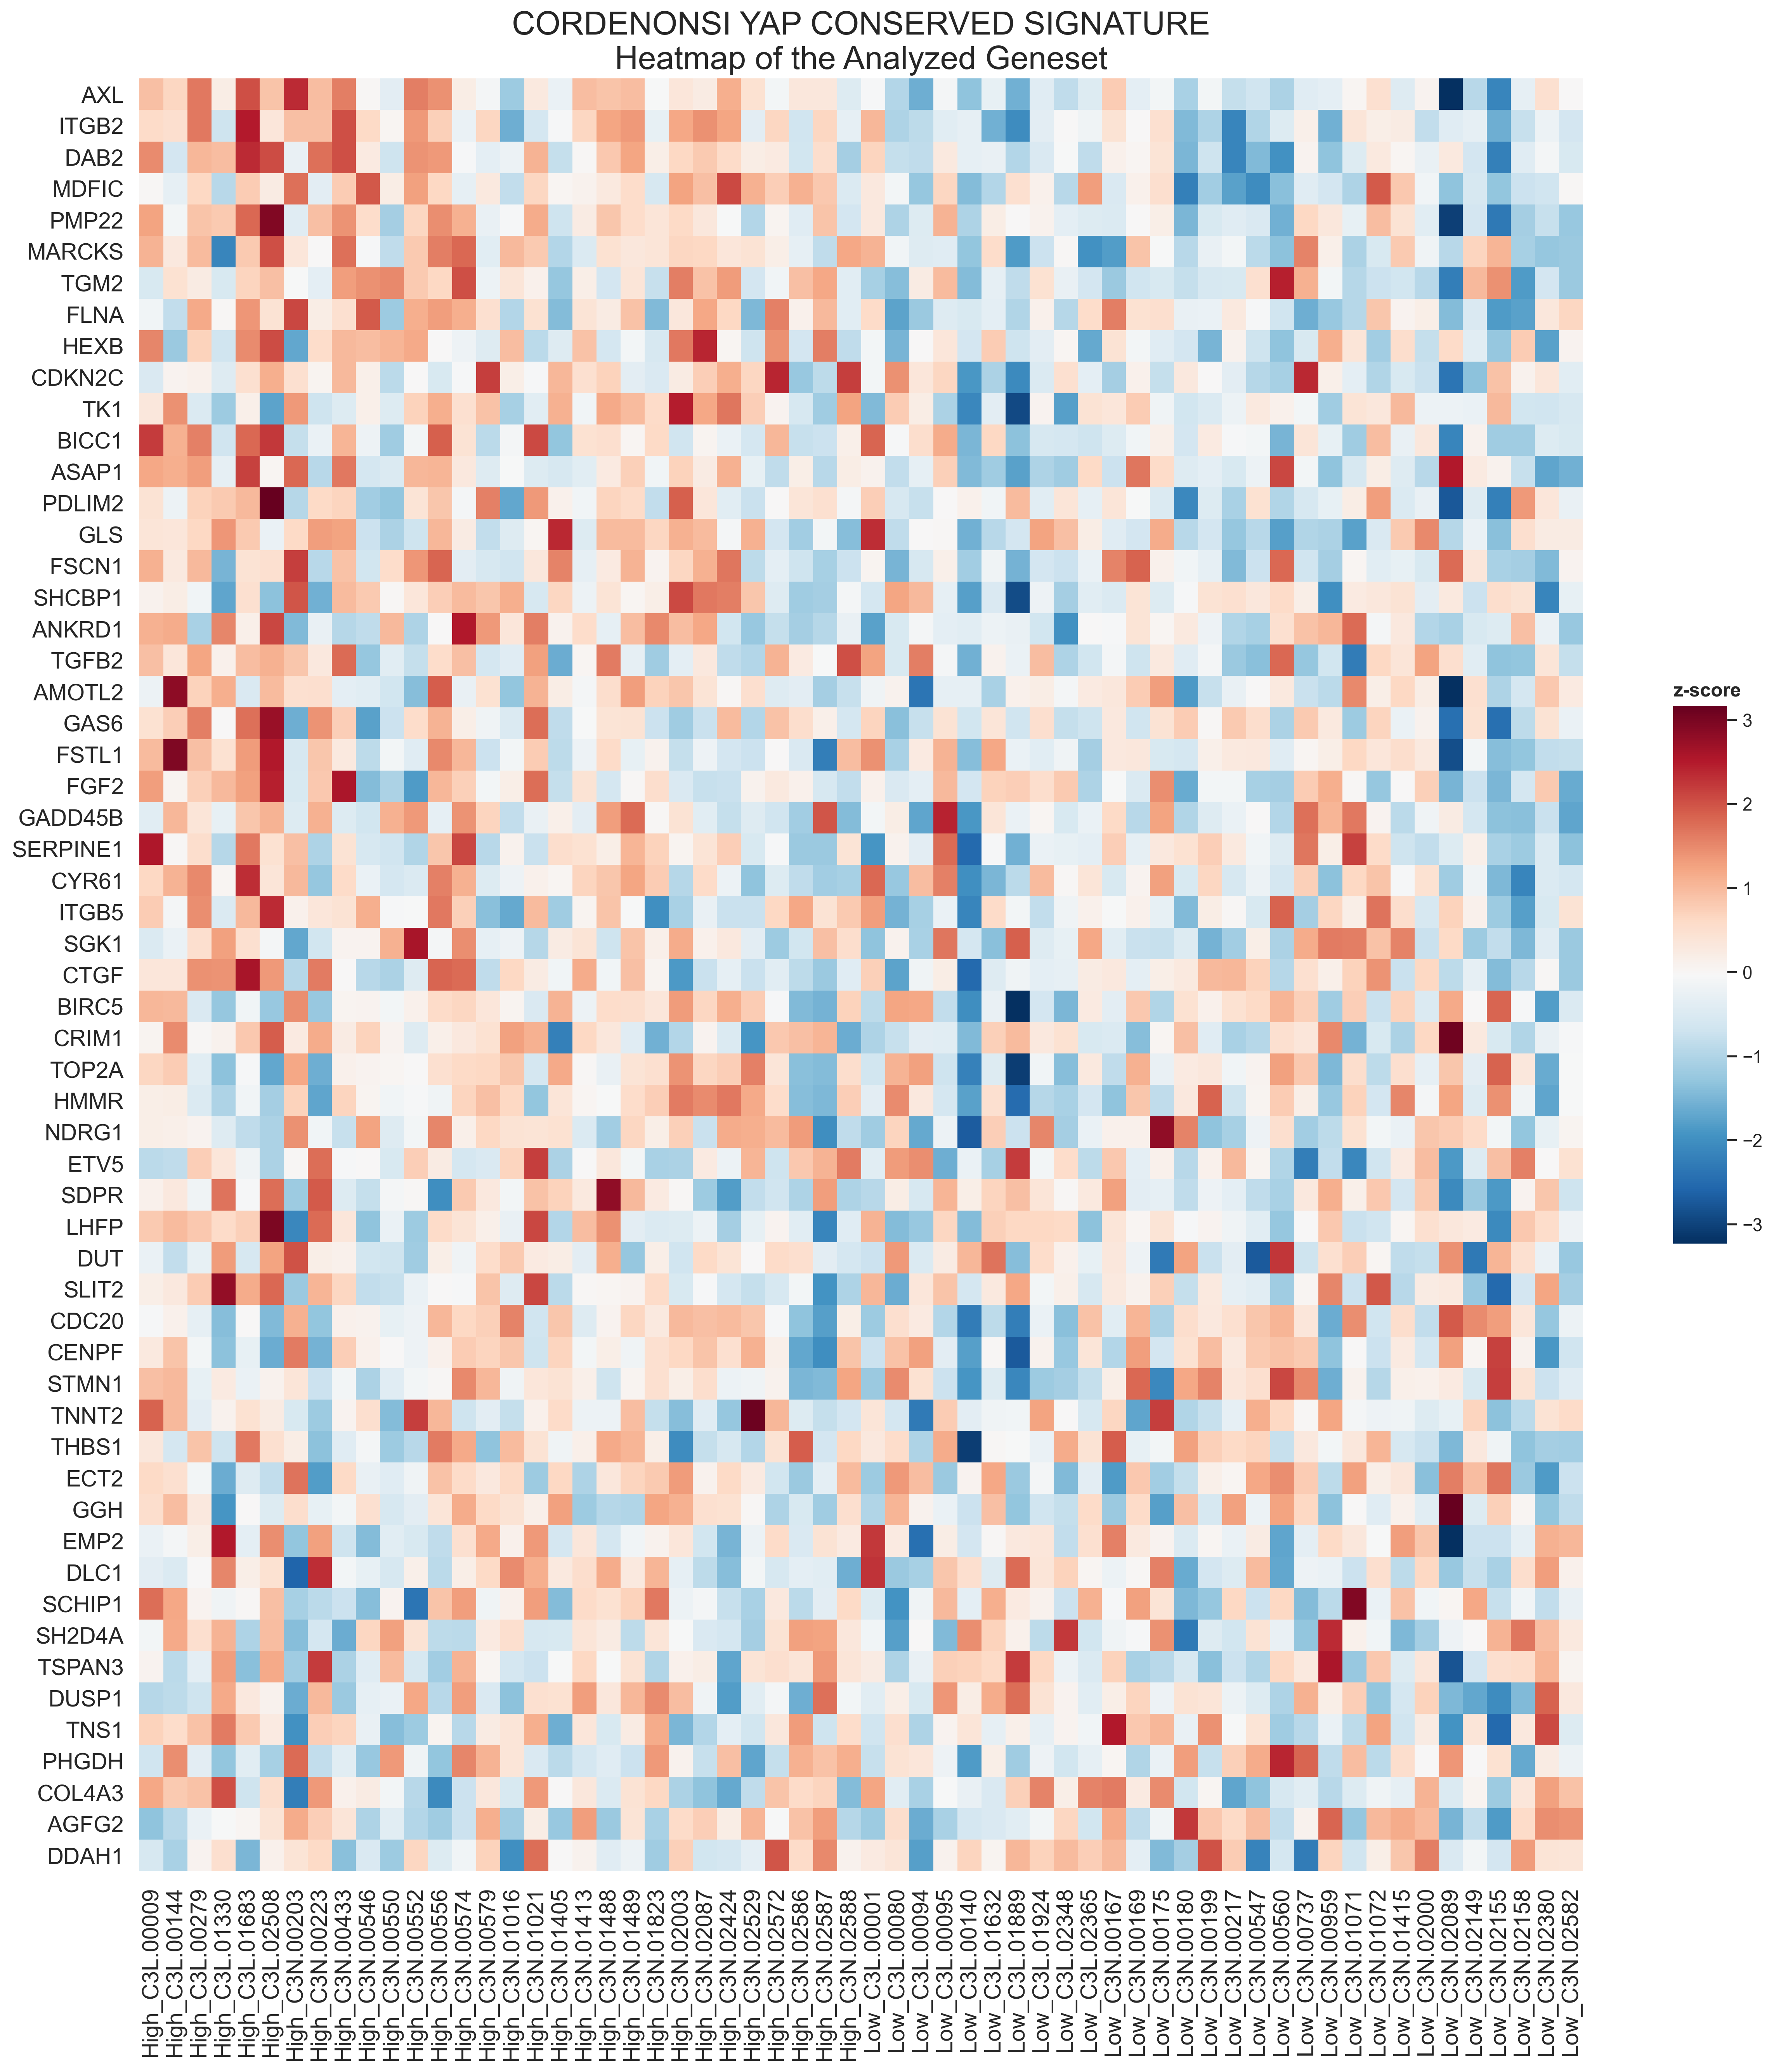 CORDENONSI YAP CONSERVED SIGNATURE
Heatmap of the Analyzed Geneset
AXL
ITGB2
DAB2
MDFIC
PMP22
MARCKS
TGM2
FLNA
HEXB
CDKN2C
TK1
BICC1
ASAP1
PDLIM2
GLS
FSCN1
SHCBP1
ANKRD1
TGFB2
AMOTL2
GAS6
FSTL1
FGF2
GADD45B
SERPINE1
CYR61
ITGB5
SGK1
CTGF
BIRC5
CRIM1
TOP2A
HMMR
NDRG1
ETV5
SDPR
LHFP
DUT
SLIT2
CDC20
CENPF
STMN1
TNNT2
THBS1
ECT2
GGH
EMP2
DLC1
SCHIP1
SH2D4A
TSPAN3
DUSP1
TNS1
PHGDH
COL4A3
AGFG2
DDAH1
High_C3L.00009
High_C3L.00144
High_C3L.00279
High_C3L.01330
High_C3L.01683
High_C3L.02508
High_C3N.00203
High_C3N.00223
High_C3N.00433
High_C3N.00546
High_C3N.00550
High_C3N.00552
High_C3N.00556
High_C3N.00574
High_C3N.00579
High_C3N.01016
High_C3N.01021
High_C3N.01405
High_C3N.01413
High_C3N.01488
High_C3N.01489
High_C3N.01823
High_C3N.02003
High_C3N.02087
High_C3N.02424
High_C3N.02529
High_C3N.02572
High_C3N.02586
High_C3N.02587
High_C3N.02588
Low_C3L.00001
Low_C3L.00080
Low_C3L.00094
Low_C3L.00095
Low_C3L.00140
Low_C3L.01632
Low_C3L.01889
Low_C3L.01924
Low_C3L.02348
Low_C3L.02365
Low_C3N.00167
Low_C3N.00169
Low_C3N.00175
Low_C3N.00180
Low_C3N.00199
Low_C3N.00217
Low_C3N.00547
Low_C3N.00560
Low_C3N.00737
Low_C3N.00959
Low_C3N.01071
Low_C3N.01072
Low_C3N.01415
Low_C3N.02000
Low_C3N.02089
Low_C3N.02149
Low_C3N.02155
Low_C3N.02158
Low_C3N.02380
Low_C3N.02582
z-score
3
2
1
0
−1
−2
−3